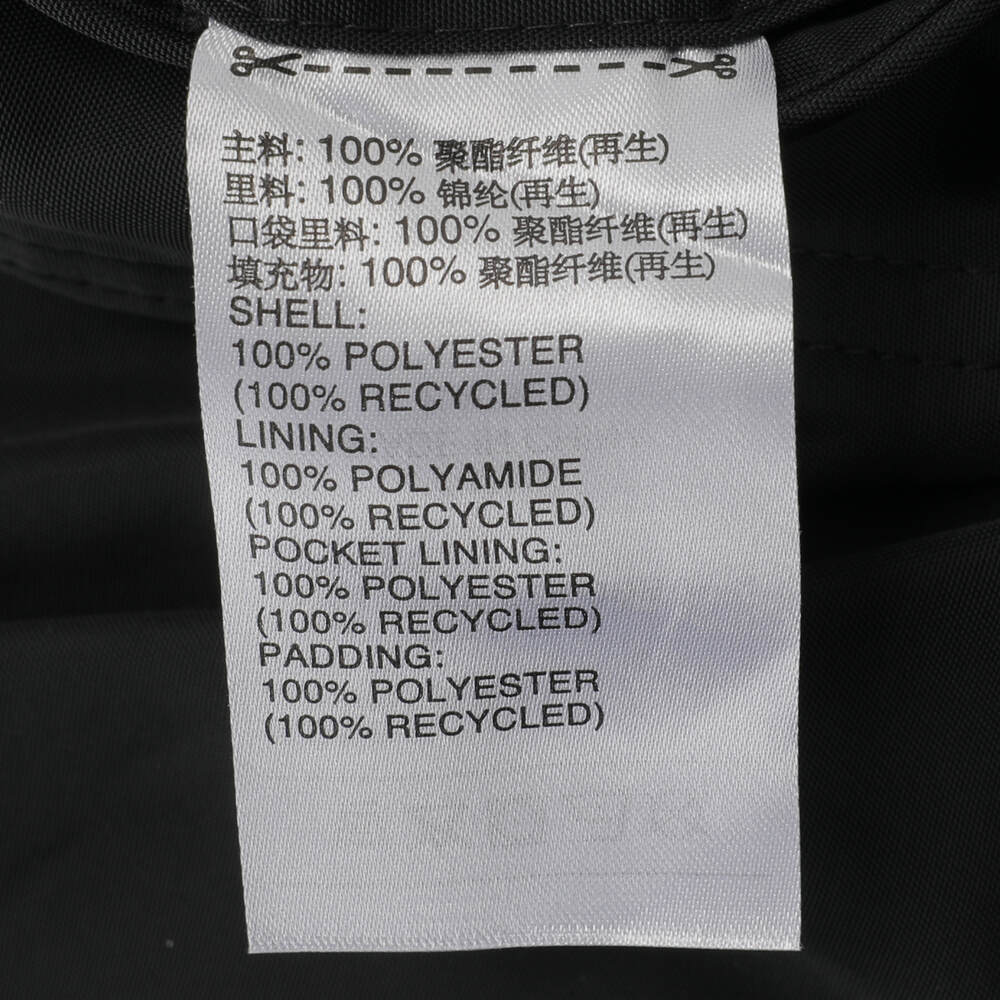 主料: 100% 聚酯纤维(再生)
里料: 100% 锦纶(再生)
口袋里料: 100% 聚酯纤维(再生)
填充物: 100% 聚酯纤维(再生)
SHELL:
100% POLYESTER
(100% RECYCLED)
LINING:
100% POLYAMIDE
(100% RECYCLED)
POCKET LINING:
100% POLYESTER
(100% RECYCLED)
PADDING:
100% POLYESTER
(100% RECYCLED)